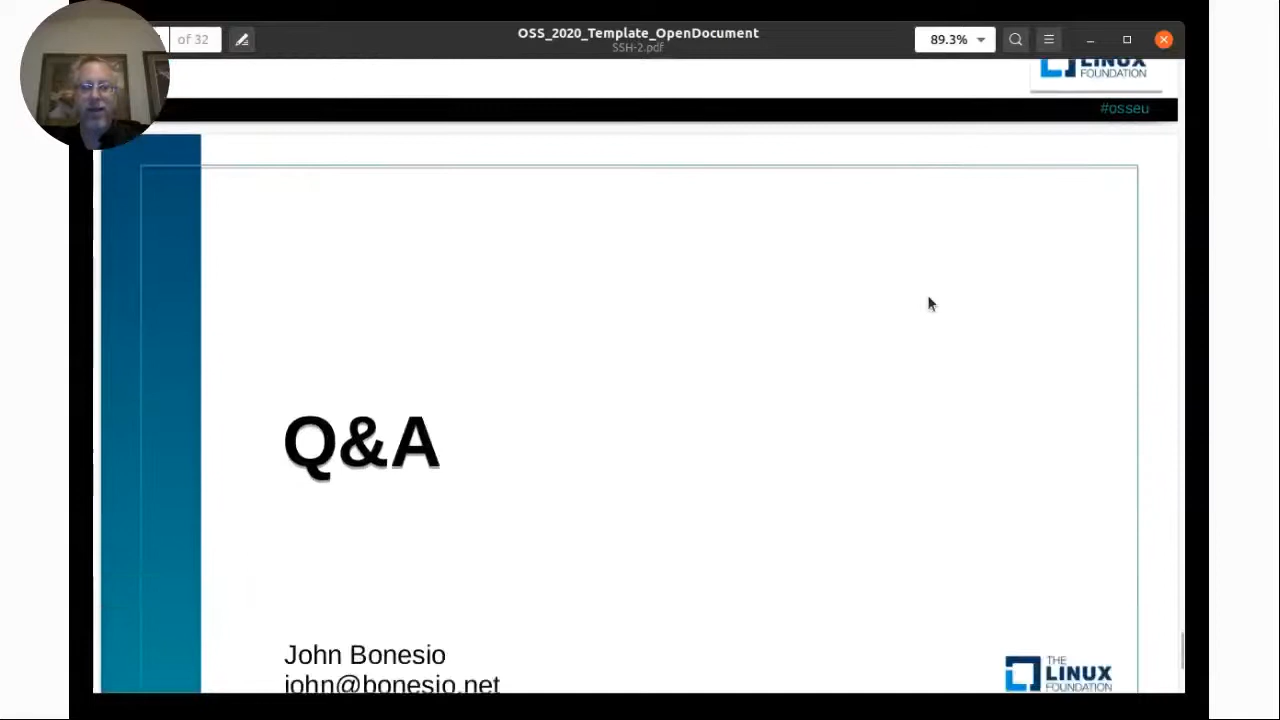 of 32
OSS_2020_Template_OpenDocument
SSH-2.pdf
89.3%
LINUX
FOUNDATION
#osseu
Q&A
John Bonesio
john@bonesio.net
THE
LINUX
FOUNDATION